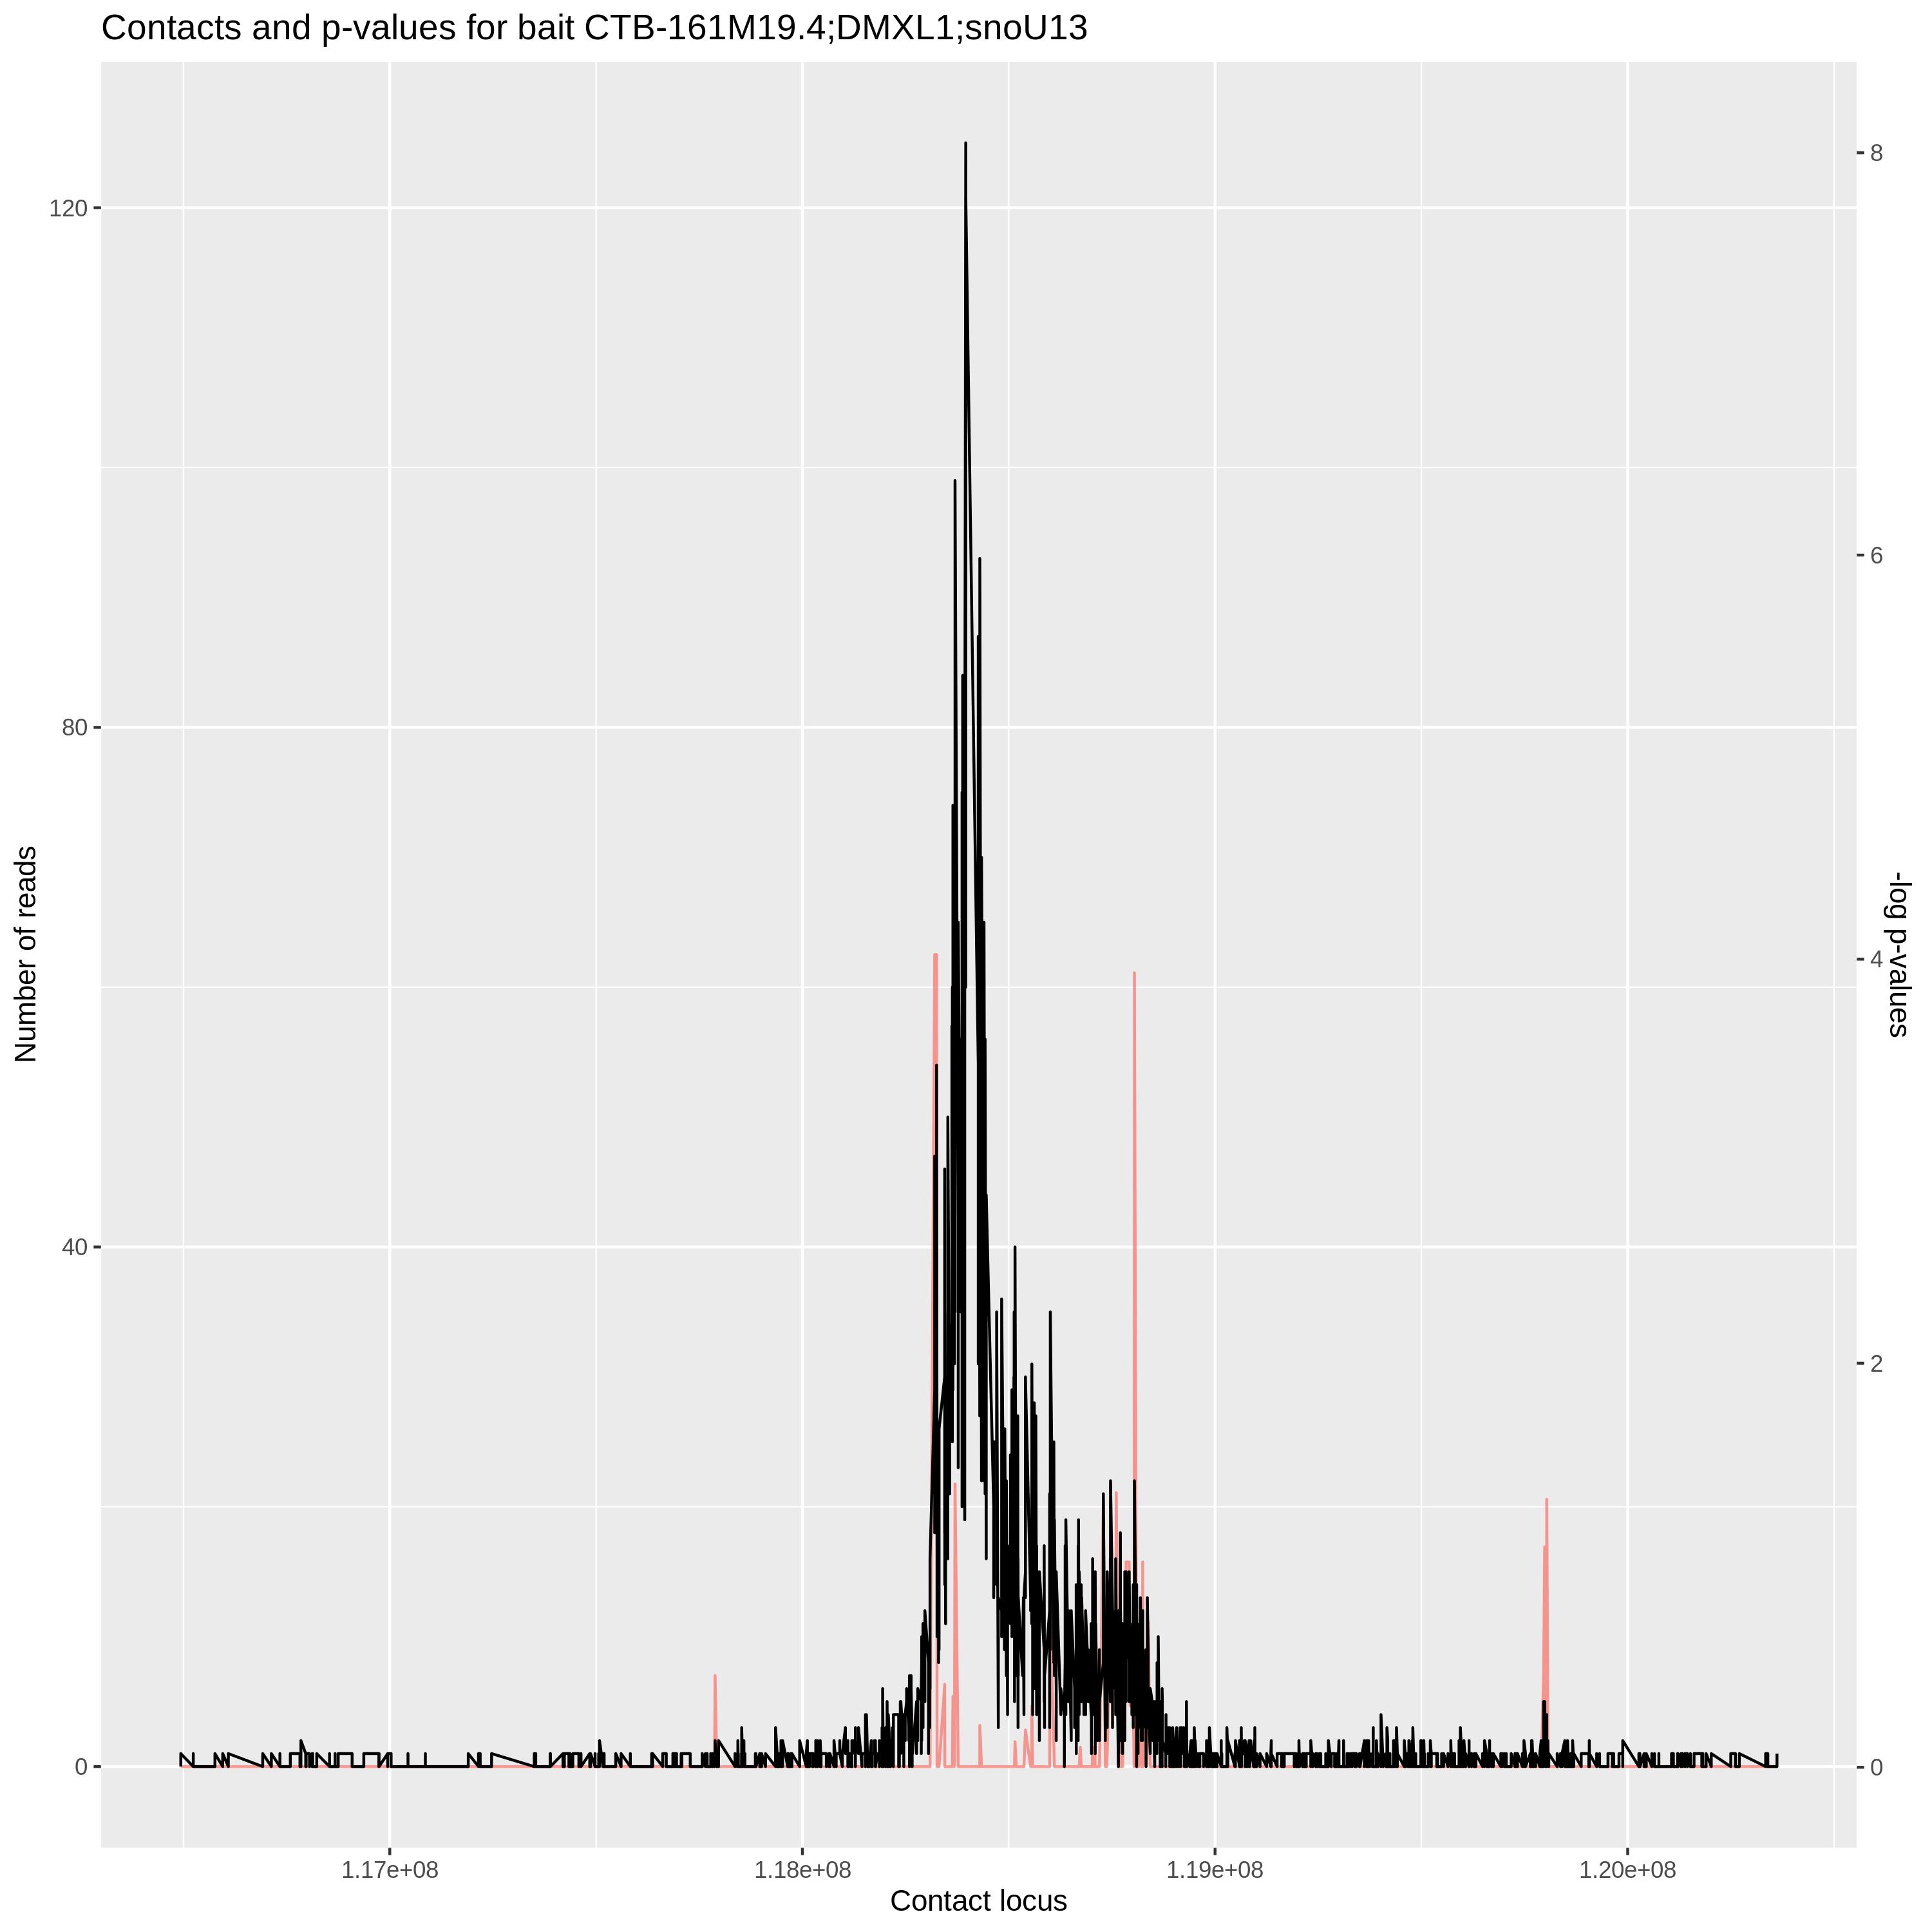 Contacts and p-values for bait CTB-161M19.4;DMXL1;snoU13
120
80
40
0
8
6
4
2
0
Number of reads
-log p-values
1.17e+08 1.18e+08 1.19e+08 1.20e+08
Contact locus